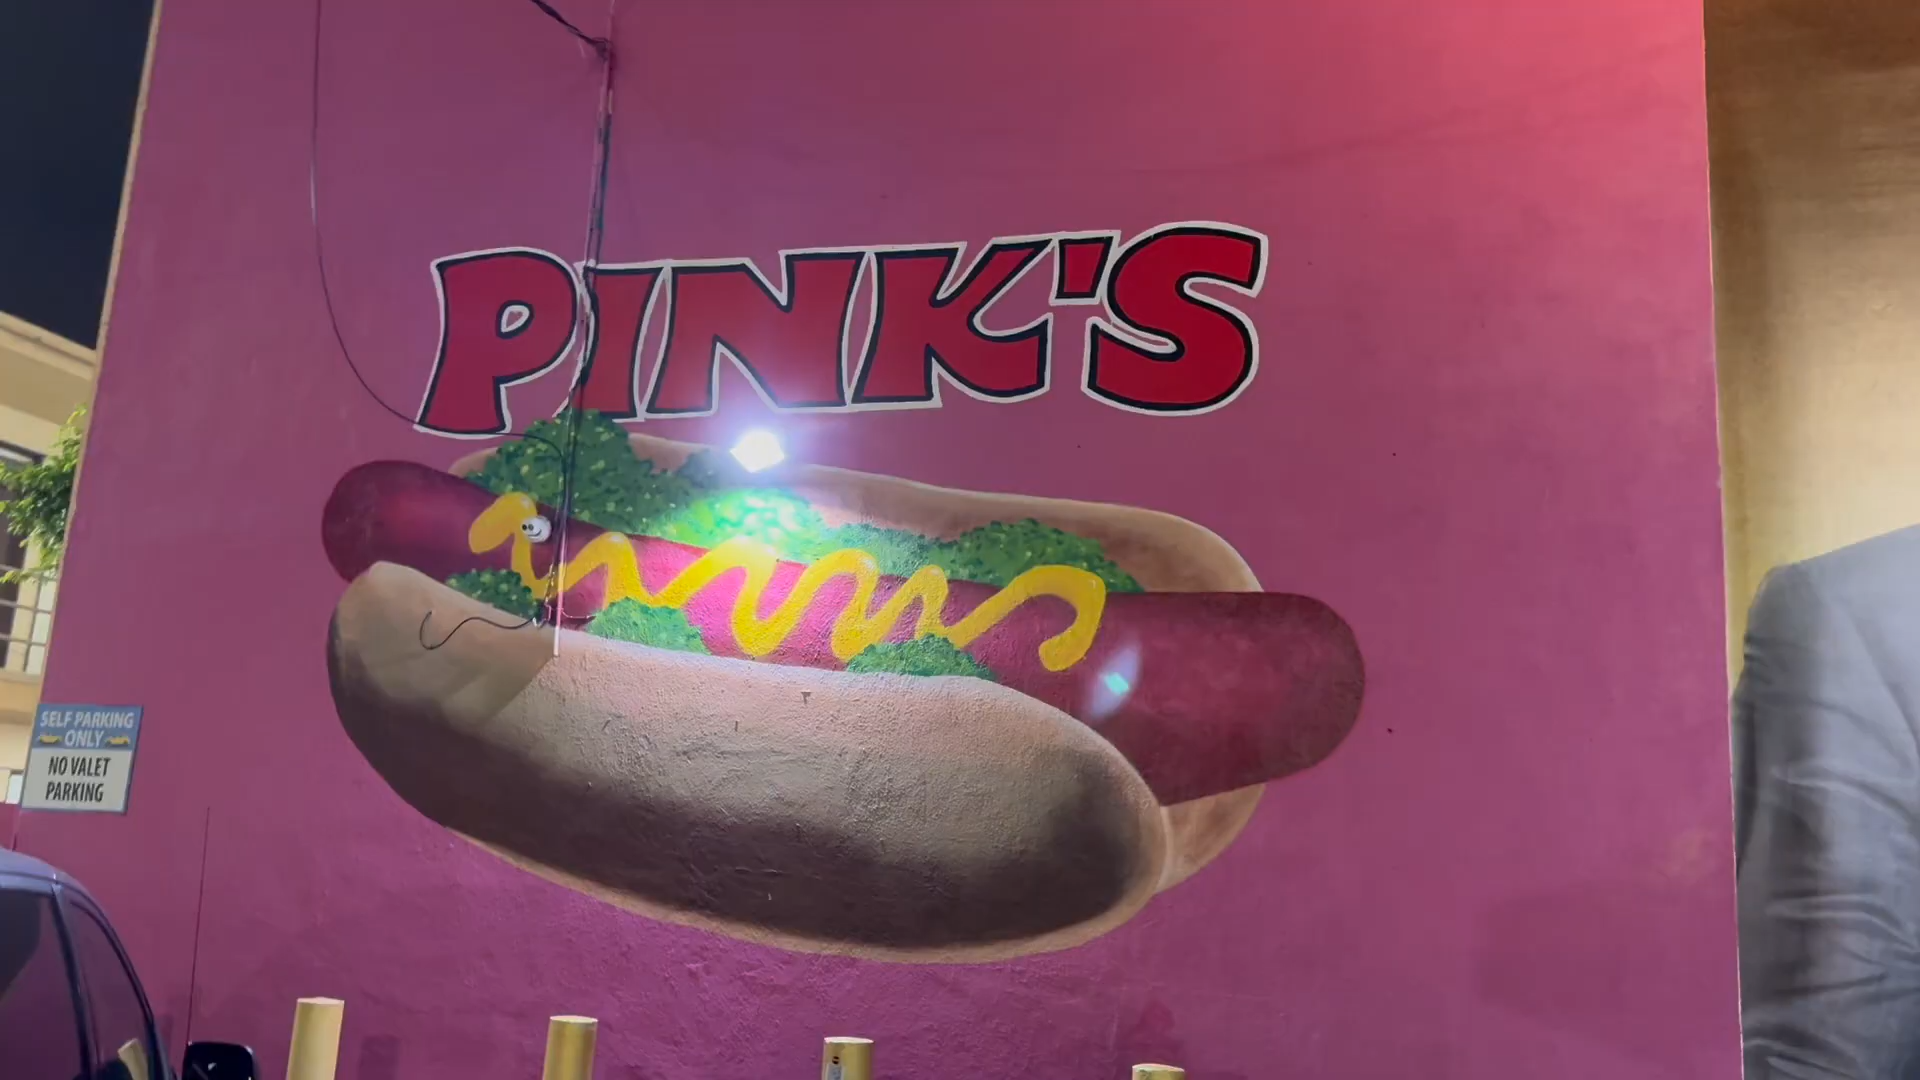 PINK'S
SELF PARKING
ONLY
NO VALET
PARKING